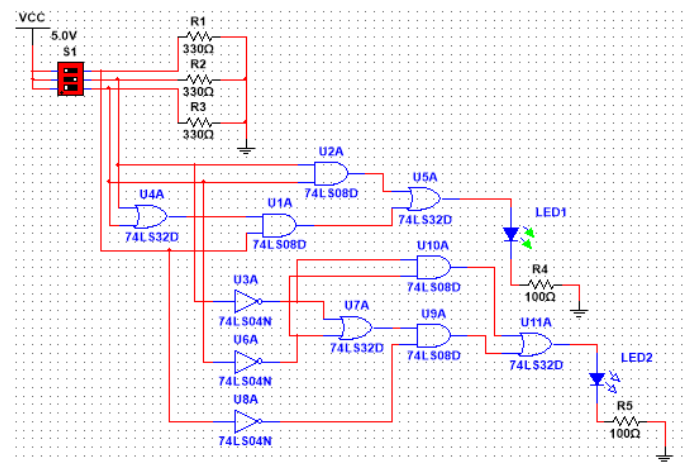 VCC
5.0V
S1
R1
330Ω
R2
330Ω
R3
330Ω
U2A
74LS08D
U5A
74LS32D
U4A
74LS32D
U1A
74LS08D
LED1
R4
100Ω
U10A
74LS08D
U3A
74LS04N
U7A
74LS32D
U9A
74LS08D
U11A
74LS32D
U6A
74LS04N
LED2
U8A
74LS04N
R5
100Ω